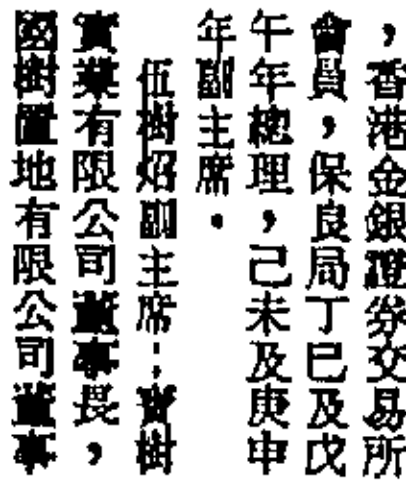 ，香港金銀證券交易所
會員，保良局丁巳及戊
午年總理，己未及庚申
年副主席。
伍樹炤副主席：寶樹
實業有限公司董事長，
國樹置地有限公司董事